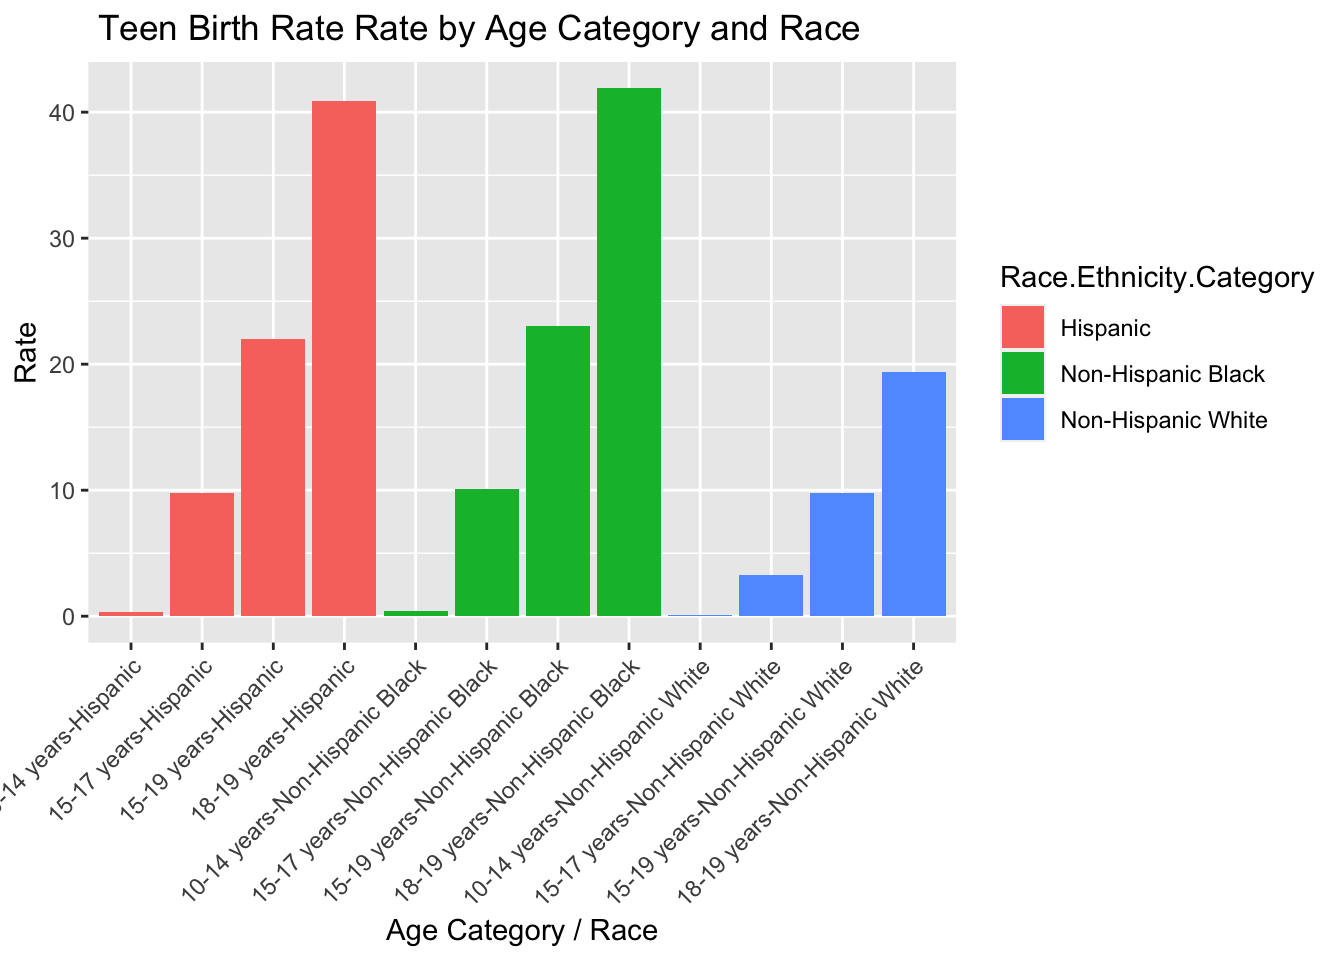 Teen Birth Rate Rate by Age Category and Race
Rate
40
30
20
10
0
-14 years-Hispanic
15-17 years-Hispanic
15-19 years-Hispanic
18-19 years-Hispanic
10-14 years-Non-Hispanic Black
15-17 years-Non-Hispanic Black
15-19 years-Non-Hispanic Black
18-19 years-Non-Hispanic Black
10-14 years-Non-Hispanic White
15-17 years-Non-Hispanic White
15-19 years-Non-Hispanic White
18-19 years-Non-Hispanic White
Age Category / Race
Race.Ethnicity.Category
Hispanic
Non-Hispanic Black
Non-Hispanic White